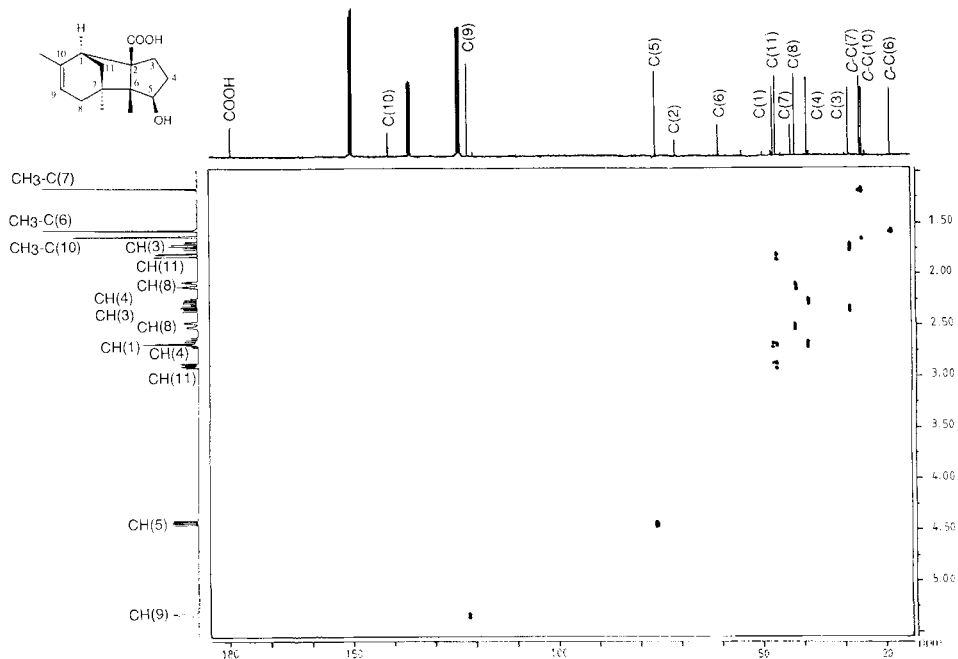 H
COOH
10
1
2
3
4
11
9
7
6
5
8
OH
COOH
C(10)
C(9)
C(5)
C(2)
C(6)
C(1)
C(11)
C(7)
C(8)
C(4)
C(3)
C-C(7)
C-C(10)
C-C(6)
CH3-C(7)
CH3-C(6)
CH3-C(10)
CH(3)
CH(11)
CH(8)
CH(4)
CH(3)
CH(8)
CH(1)
CH(4)
CH(11)
CH(5)
CH(9)
1.50
2.00
2.50
3.00
4.00
4.50
5.00
180
150
100
50
20